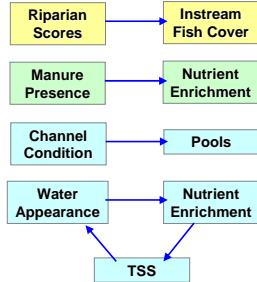 Riparian
Scores
Instream
Fish Cover
Manure
Presence
Nutrient
Enrichment
Channel
Condition
Pools
Water
Appearance
Nutrient
Enrichment
TSS